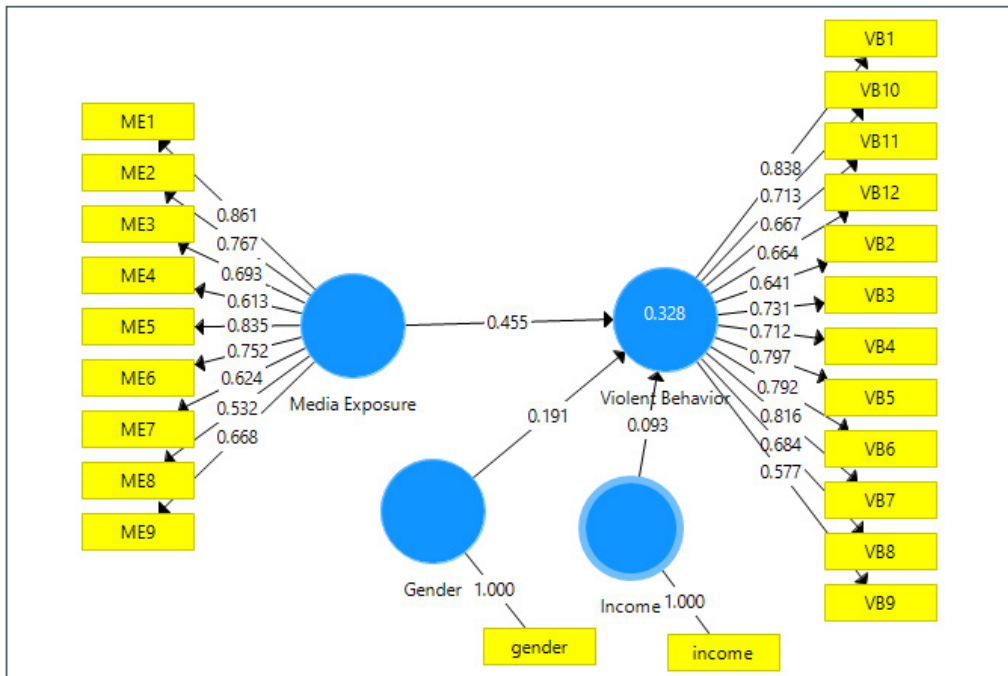 ME1
ME2
ME3
ME4
ME5
ME6
ME7
ME8
ME9
0.861
0.767
0.693
0.613
0.835
0.752
0.624
0.532
0.668
Media Exposure
0.455
0.191
0.093
Gender
1.000
gender
Income
1.000
income
0.328
Violent Behavior
0.838
0.713
0.667
0.664
0.641
0.731
0.712
0.797
0.792
0.816
0.684
0.577
VB1
VB10
VB11
VB12
VB2
VB3
VB4
VB5
VB6
VB7
VB8
VB9